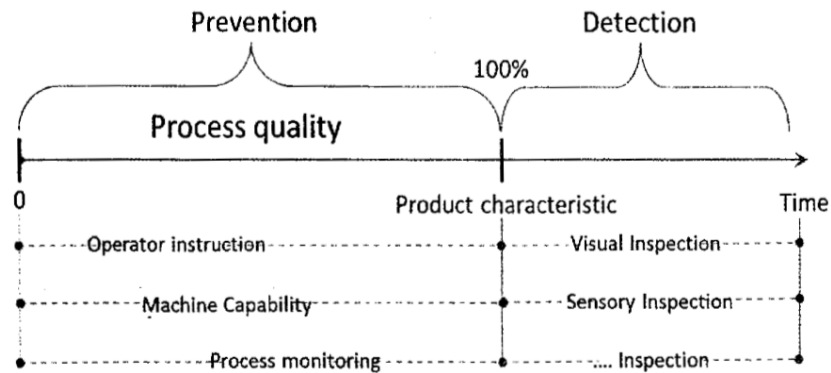 Prevention Detection
100%
Process quality
0 Product characteristic Time
Operator instruction Visual Inspection
Machine Capability Sensory Inspection
Process monitoring .... Inspection